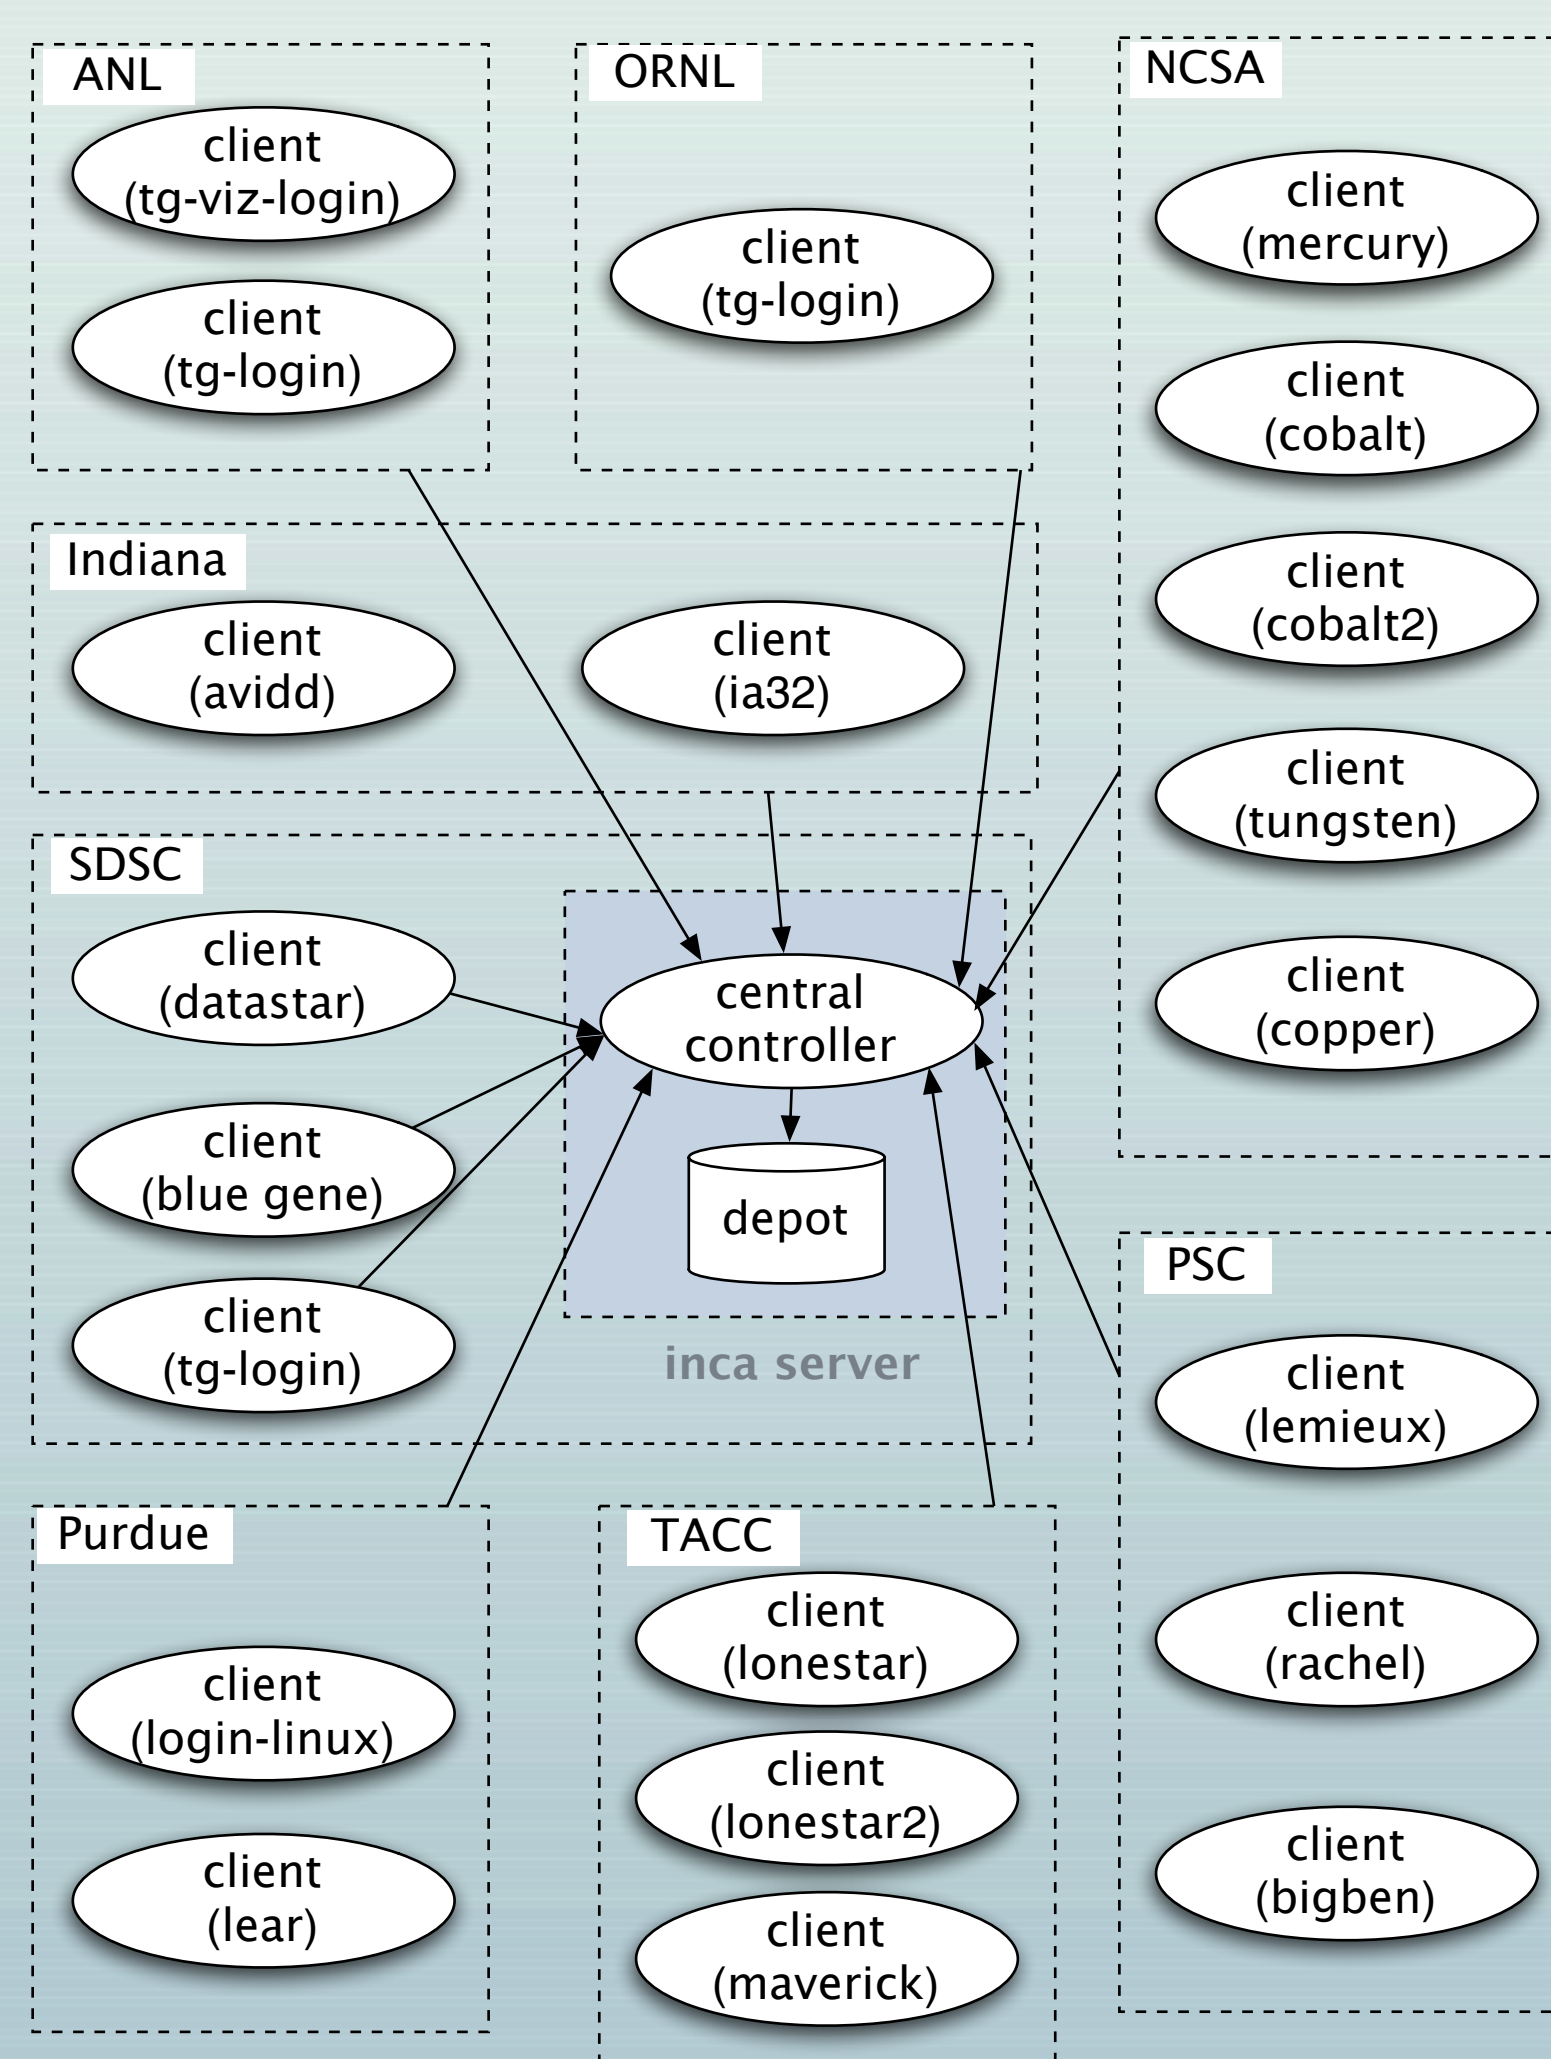 ANL
client
(tg-viz-login)
client
(tg-login)
ORNL
client
(tg-login)
NCSA
client
(mercury)
client
(cobalt)
client
(cobalt2)
client
(tungsten)
client
(copper)
Indiana
client
(avidd)
client
(ia32)
SDSC
client
(datastar)
client
(blue gene)
client
(tg-login)
central
controller
depot
inca server
PSC
client
(lemieux)
client
(rachel)
client
(bigben)
Purdue
client
(login-linux)
client
(lear)
TACC
client
(lonestar)
client
(lonestar2)
client
(maverick)